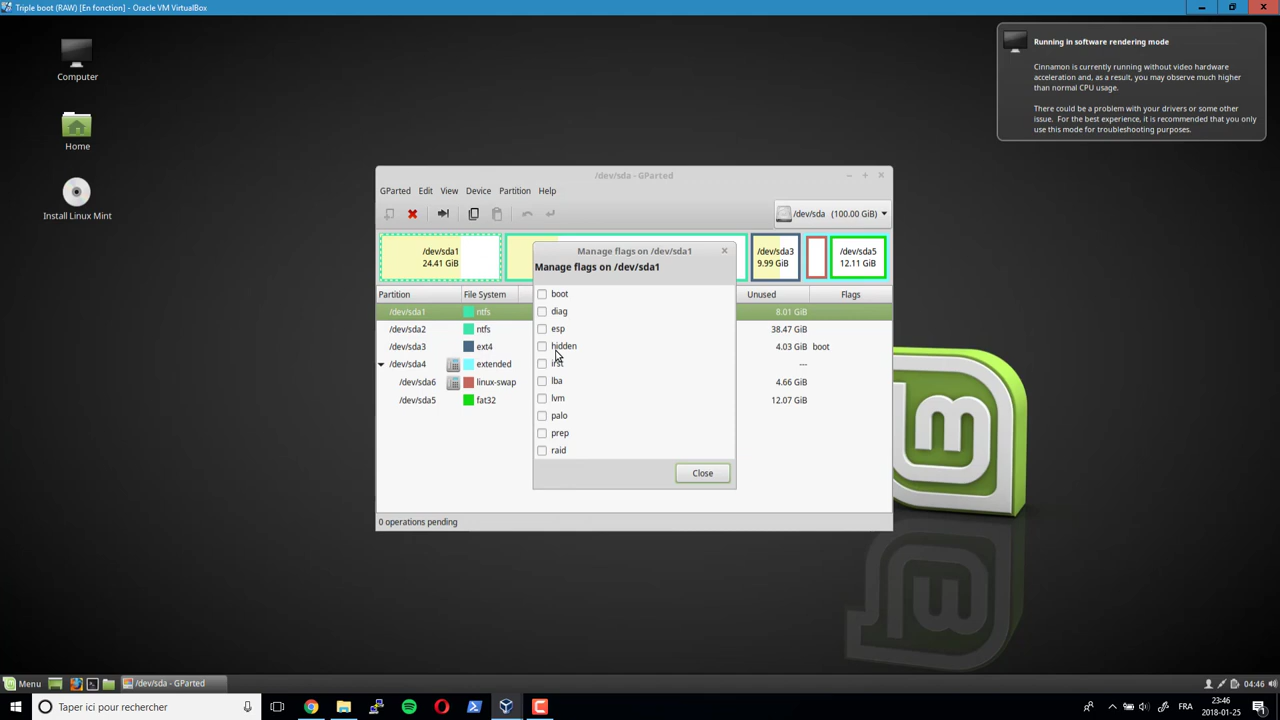 Triple boot (RAW) [En fonction] - Oracle VM VirtualBox
Computer
Home
Install Linux Mint
Running in software rendering mode
Cinnamon is currently running without video hardware
acceleration and, as a result, you may observe much higher
than normal CPU usage.
There could be a problem with your drivers or some other
issue. For the best experience, it is recommended that you only
use this mode for troubleshooting purposes.
/dev/sda - GParted
GParted Edit View Device Partition Help
/dev/sda (100.00 GiB)
/dev/sda1
24.41 GiB
/dev/sda3
9.99 GiB
/dev/sda5
12.11 GiB
Partition File System Unused Flags
/dev/sda1 ntfs 8.01 GiB
/dev/sda2 ntfs 38.47 GiB
/dev/sda3 ext4 4.03 GiB boot
/dev/sda4 extended ---
/dev/sda6 linux-swap 4.66 GiB
/dev/sda5 fat32 12.07 GiB
Manage flags on /dev/sda1
Manage flags on /dev/sda1
boot
diag
esp
hidden
lba
lvm
palo
prep
raid
Close
0 operations pending
Menu
/dev/sda - GParted
04:46
Taper ici pour rechercher
FRA
23:46
2018-01-25